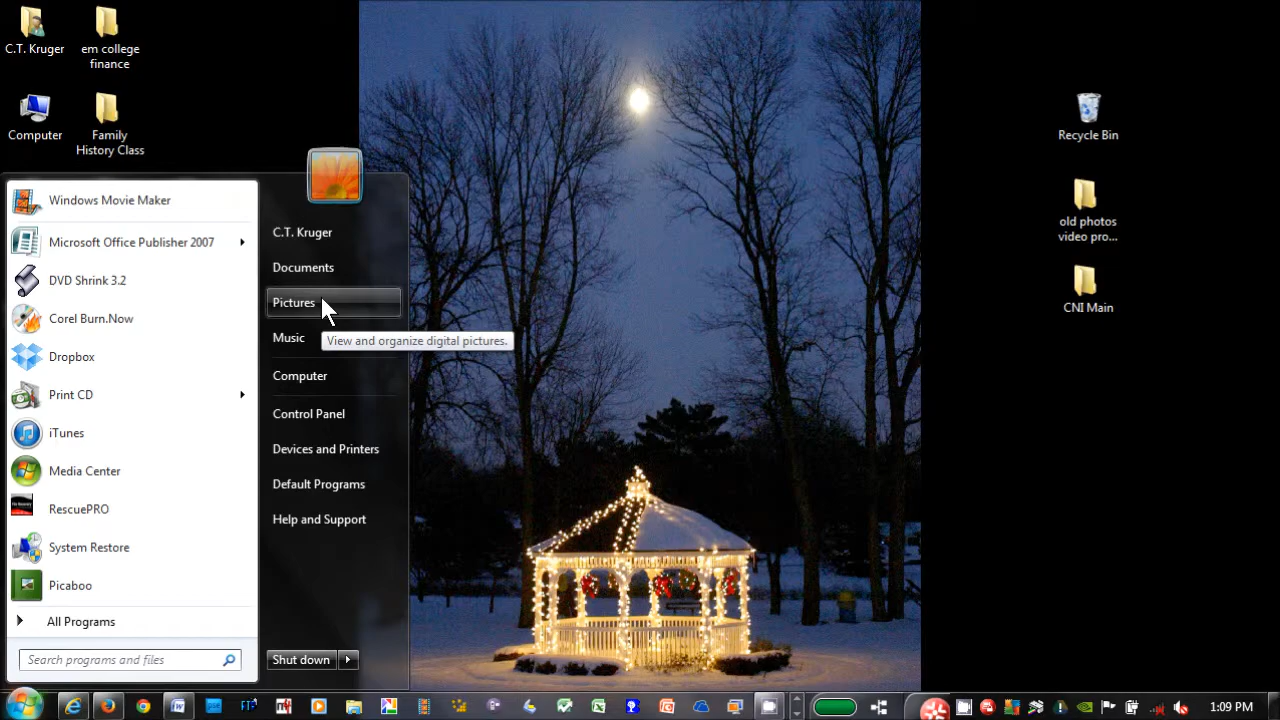 C.T. Kruger
em college
finance
Computer
Family
History Class
Recycle Bin
old photos
video pro...
CNI Main
Windows Movie Maker
Microsoft Office Publisher 2007
DVD Shrink 3.2
Corel Burn.Now
Dropbox
Print CD
iTunes
Media Center
RescuePRO
System Restore
Picaboo
All Programs
Search programs and files
C.T. Kruger
Documents
Pictures
Music
View and organize digital pictures.
Computer
Control Panel
Devices and Printers
Default Programs
Help and Support
Shut down
1:09 PM